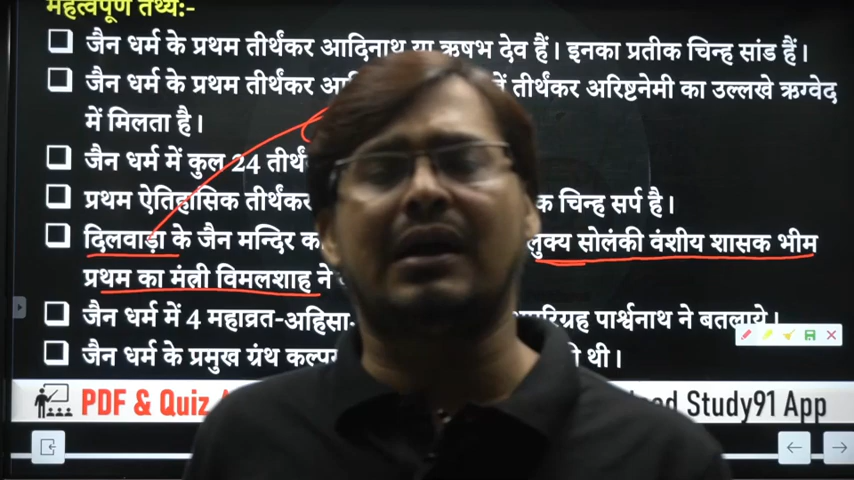 महत्वपूर्ण तथ्यः-
जैन धर्म के प्रथम तीर्थंकर आदिनाथ या ऋषभ देव हैं। इनका प्रतीक चिन्ह सांड हैं।
जैन धर्म के प्रथम तीर्थंकर तीर्थंकर अरिष्टनेमी का उल्लखे ऋग्वेद
में मिलता है।
जैन धर्म में कुल 24
प्रथम ऐतिहासिक तीर्थंकर चिन्ह सर्प है।
दिलवाड़ा के जैन मन्दिर सोलंकी वंशीय शासक भीम
प्रथम का मंत्री विमलशाह ने
जैन धर्म में 4 महाव्रत-अहिसा- पार्श्वनाथ ने बतलाये।
जैन धर्म के प्रमुख ग्रंथ थी।
PDF & Quiz Study91 App